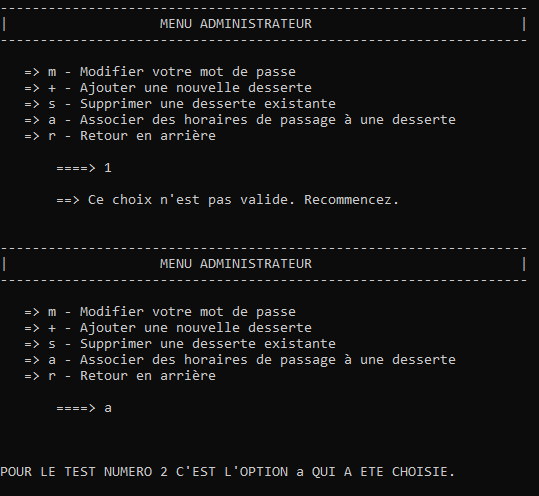 -----------------------------------------------------------------
| MENU ADMINISTRATEUR |
-----------------------------------------------------------------
=> m - Modifier votre mot de passe
=> + - Ajouter une nouvelle desserte
=> s - Supprimer une desserte existante
=> a - Associer des horaires de passage à une desserte
=> r - Retour en arrière
====> 1
==> Ce choix n'est pas valide. Recommencez.
-----------------------------------------------------------------
| MENU ADMINISTRATEUR |
-----------------------------------------------------------------
=> m - Modifier votre mot de passe
=> + - Ajouter une nouvelle desserte
=> s - Supprimer une desserte existante
=> a - Associer des horaires de passage à une desserte
=> r - Retour en arrière
====> a
POUR LE TEST NUMERO 2 C'EST L'OPTION a QUI A ETE CHOISIE.